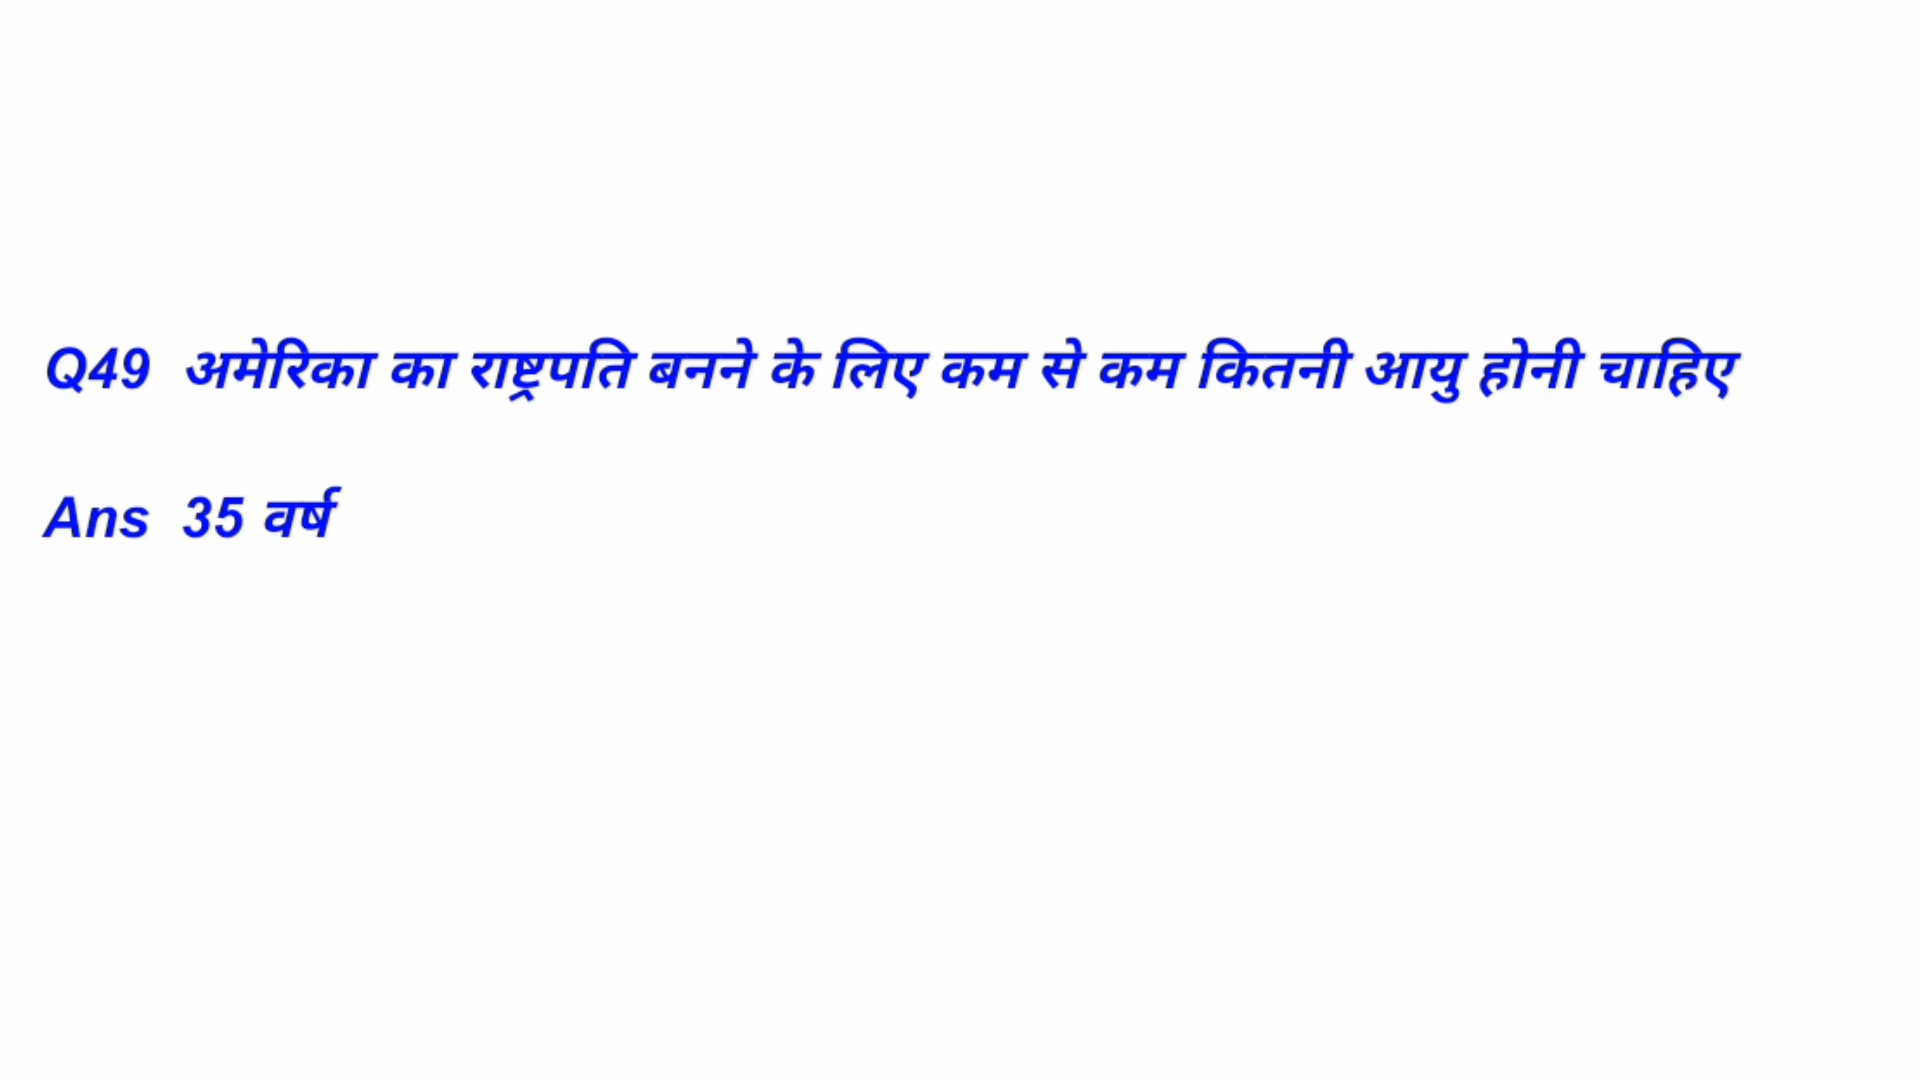 Q49 अमेरिका का राष्ट्रपति बनने के लिए कम से कम कितनी आयु होनी चाहिए
Ans 35 वर्ष